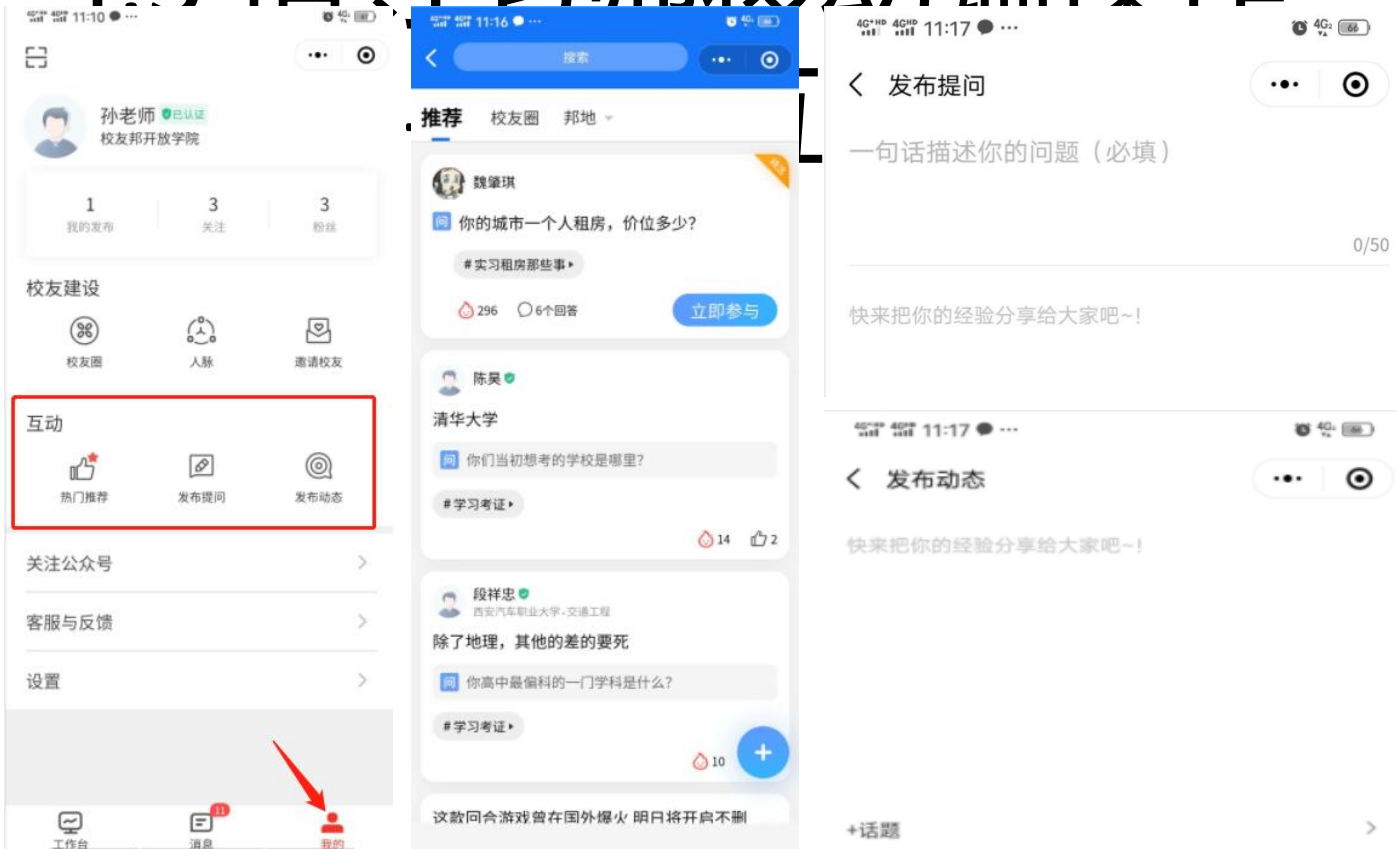 11:10
孙老师 已认证
校友邦开放学院
1 3 3
我的发布 关注 粉丝
校友建设
校友圈 人脉 邀请校友
互动
热门推荐 发布提问 发布动态
关注公众号
客服与反馈
设置
11
工作台 消息 我的
11:16
搜索
推荐 校友圈 邦地
魏肇琪
问 你的城市一个人租房，价位多少?
#实习租房那些事
296 6个回答 立即参与
陈昊
清华大学
问 你们当初想考的学校是哪里?
#学习考证
14 2
段祥忠
西安汽车职业大学·交通工程
除了地理，其他的差的要死
问 你高中最偏科的一门学科是什么?
#学习考证
10
+
这款回合游戏曾在国外爆火 明日将开启不删
4G+HD 4GHD 11:17 4G2 66
发布提问
一句话描述你的问题（必填）
0/50
快来把你的经验分享给大家吧~!
11:17
发布动态
快来把你的经验分享给大家吧~!
+话题